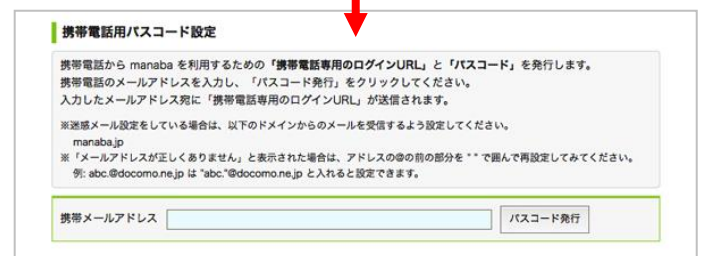 携帯電話用パスコード設定
携帯電話から manaba を利用するための「携帯電話専用のログインURL」と「パスコード」を発行します。
携帯電話のメールアドレスを入力し、「パスコード発行」をクリックしてください。
入力したメールアドレス宛に「携帯電話専用のログインURL」が送信されます。
※迷惑メール設定をしている場合は、以下のドメインからのメールを受信するよう設定してください。
manaba.jp
※「メールアドレスが正しくありません」と表示された場合は、アドレスの@の前の部分を " " で囲んで再設定してみてください。
例: abc.@docomo.ne.jp は "abc."@docomo.ne.jp と入れると設定できます。
携帯メールアドレス パスコード発行